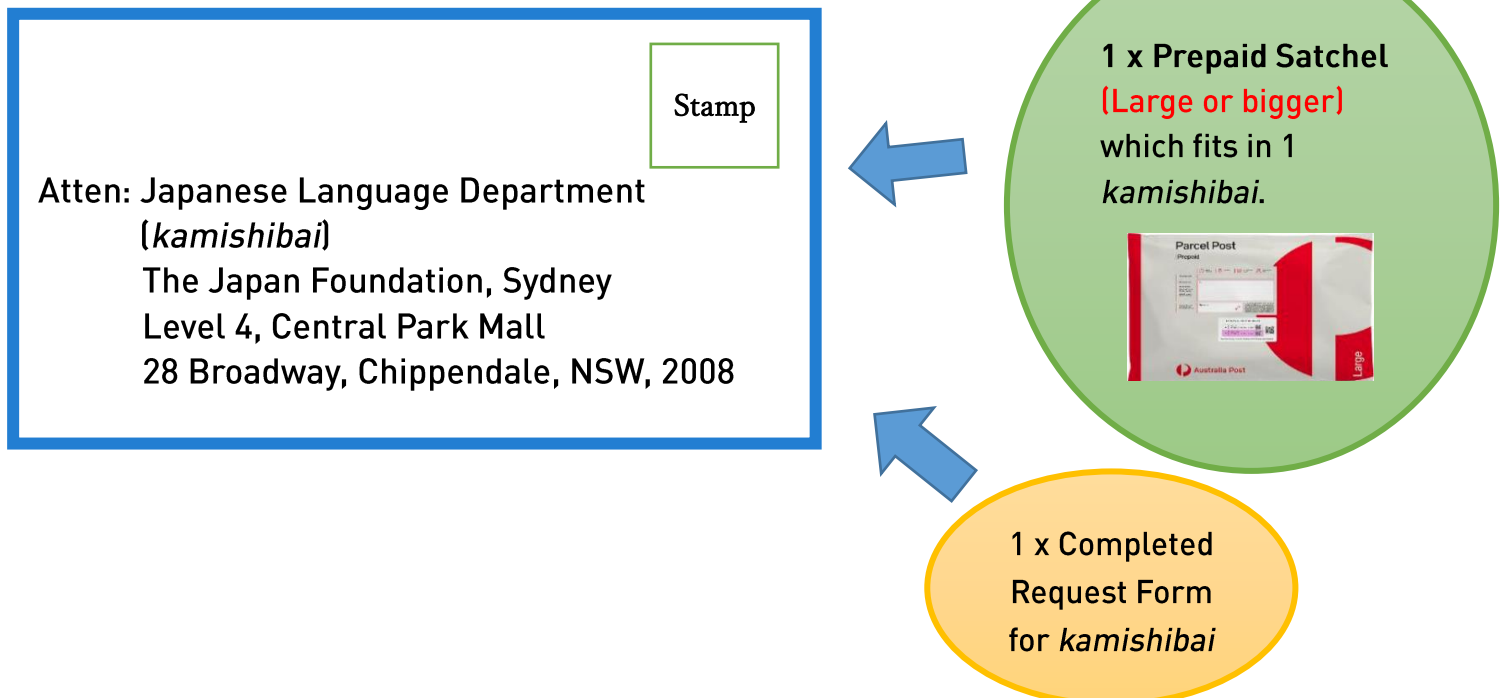 Stamp
Atten: Japanese Language Department
(kamishibai)
The Japan Foundation, Sydney
Level 4, Central Park Mall
28 Broadway, Chippendale, NSW, 2008
1 x Prepaid Satchel
(Large or bigger)
which fits in 1
kamishibai.
Parcel Post
Prepaid
Large
Australia Post
1 x Completed
Request Form
for kamishibai